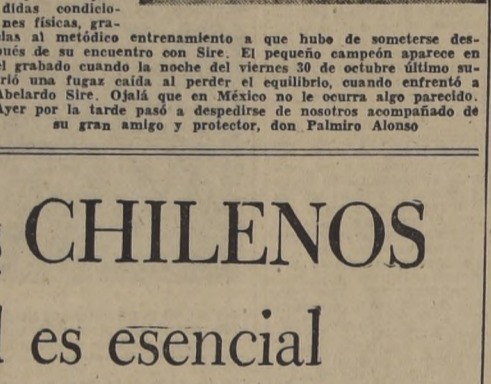 didas condicio-
nes físicas, gra-
las al metódico entrenamiento a que hubo de someterse des-
pués de su encuentro con Sire. El pequeño campeón aparece en
el grabado cuando la noche del viernes 30 de octubre último su-
rió una fugaz caída al perder el equilibrio, cuando enfrentó a
Abelardo Sire. Ojalá que en México no le ocurra algo parecido.
Ayer por la tarde pasó a despedirse de nosotros acompañado de
su gran amigo y protector, don Palmiro Alonso
CHILENOS
es esencial